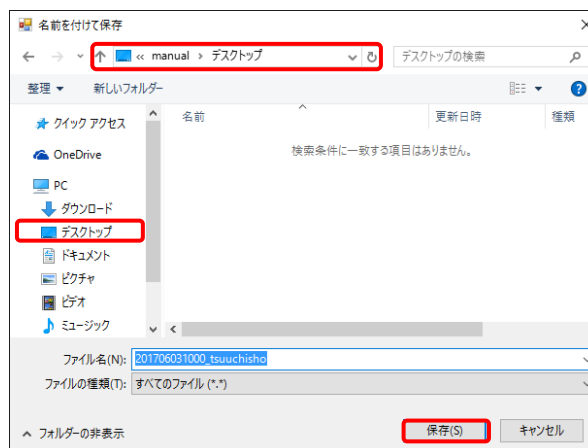 名前を付けて保存
« manual › デスクトップ
デスクトップの検索
整理 新しいフォルダー
名前 更新日時 種類
検索条件に一致する項目はありません。
クイック アクセス
OneDrive
PC
ダウンロード
デスクトップ
ドキュメント
ピクチャ
ビデオ
ミュージック
ファイル名(N): 201706031000_tsuuchisho
ファイルの種類(T): すべてのファイル (*.*)
フォルダーの非表示 保存(S) キャンセル